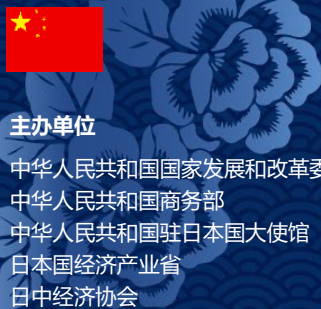 主办单位
中华人民共和国国家发展和改革委
中华人民共和国商务部
中华人民共和国驻日本国大使馆
日本国经济产业省
日中经济协会